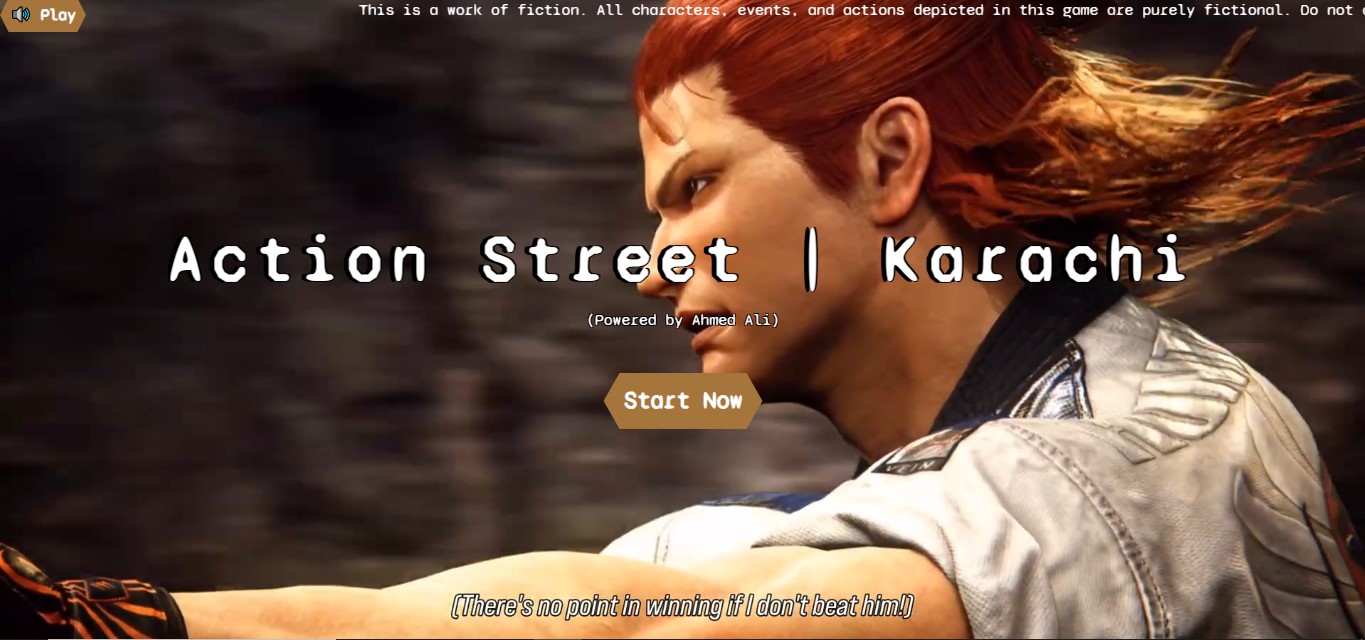 Play
This is a work of fiction. All characters, events, and actions depicted in this game are purely fictional. Do not
Action Street | Karachi
(Powered by Ahmed Ali)
Start Now
(There's no point in winning if I don't beat him!)